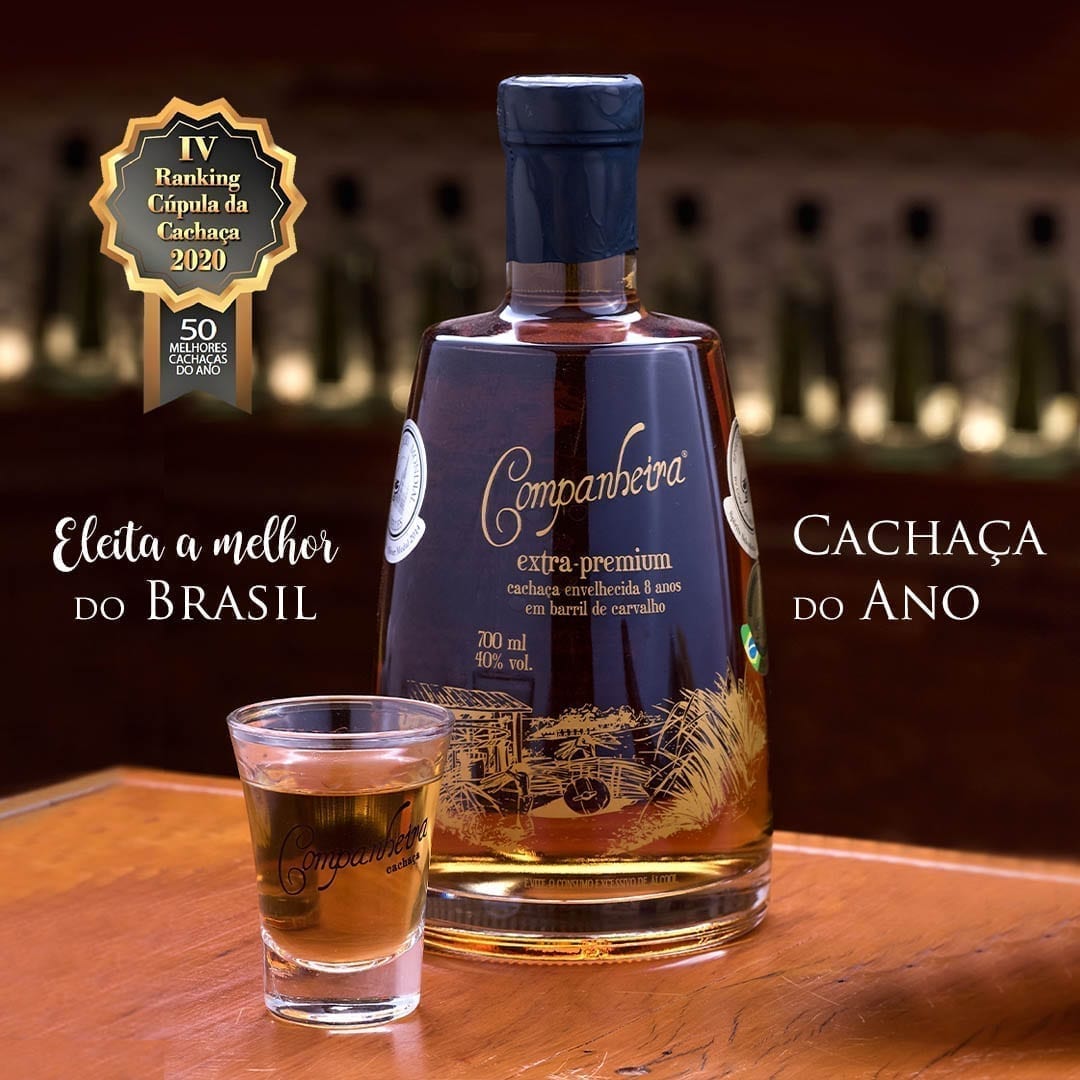 IV
Ranking
Cúpula da
Cachaça
2020
50
MELHORES
CACHAÇAS
DO ANO
Eleita a melhor
DO BRASIL
CACHAÇA
DO ANO
Companheira®
extra-premium
cachaça envelhecida 8 anos
em barril de carvalho
700 ml
40% vol.
EVITE O CONSUMO EXCESSIVO DE ÁLCOOL
Companheira
cachaça